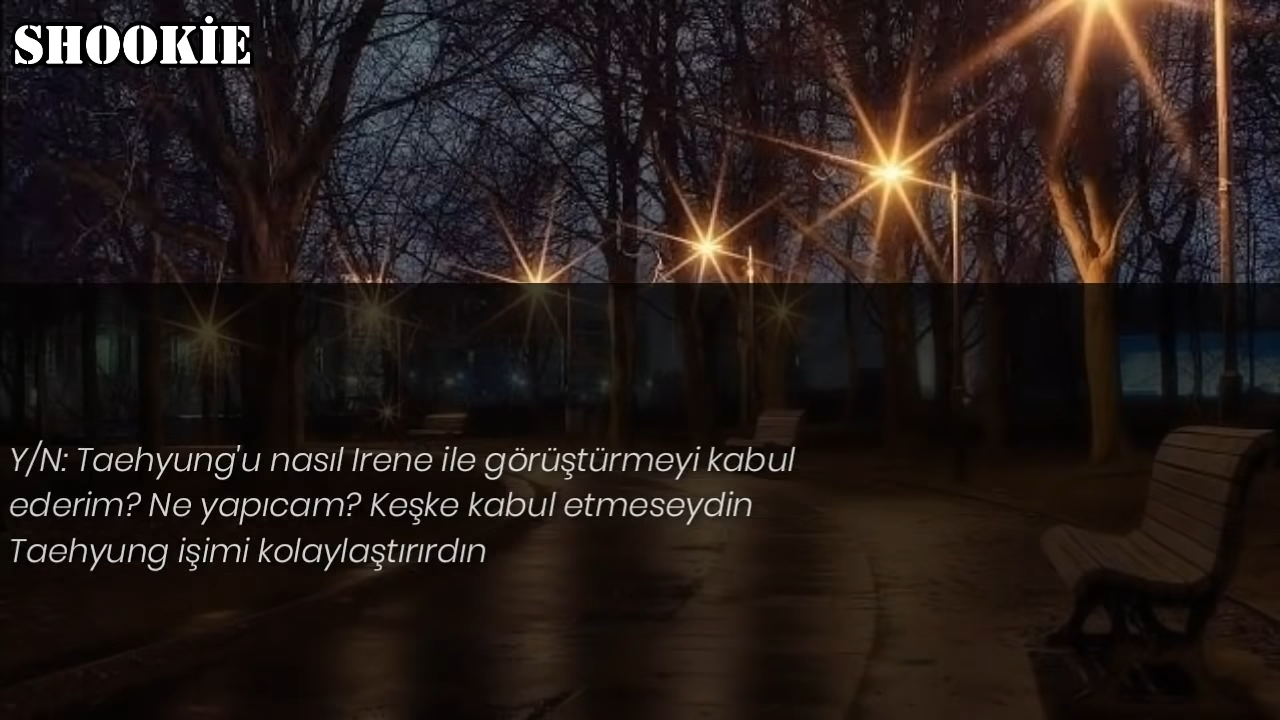 SHOOKİE
Y/N: Taehyung'u nasıl Irene ile görüştürmeyi kabul
ederim? Ne yapıcam? Keşke kabul etmeseydin
Taehyung işimi kolaylaştırırdın